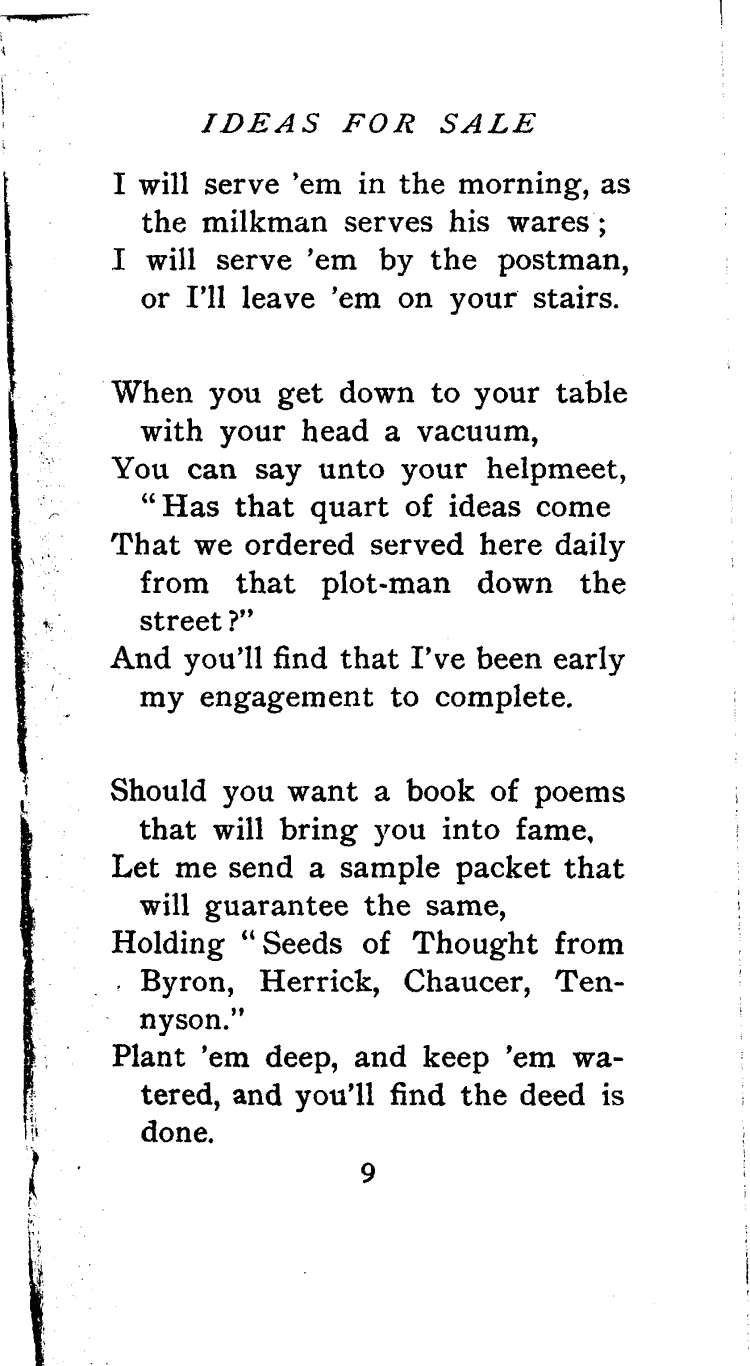 IDEAS FOR SALE
I will serve ’em in the morning, as
the milkman serves his wares ;
I will serve ’em by the postman,
or I’ll leave ’em on your stairs.
When you get down to your table
with your head a vacuum,
You can say unto your helpmeet,
“ Has that quart of ideas come
That we ordered served here daily
from that plot-man down the
street ?”
And you’ll find that I’ve been early
my engagement to complete.
Should you want a book of poems
that will bring you into fame,
Let me send a sample packet that
will guarantee the same,
Holding “ Seeds of Thought from
Byron, Herrick, Chaucer, Ten-
nyson.”
Plant ’em deep, and keep ’em wa-
tered, and you’ll find the deed is
done.
9